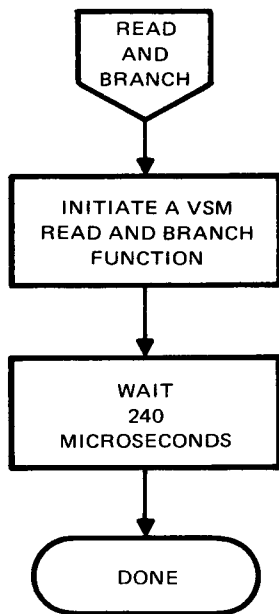 READ
AND
BRANCH
INITIATE A VSM
READ AND BRANCH
FUNCTION
WAIT
240
MICROSECONDS
DONE